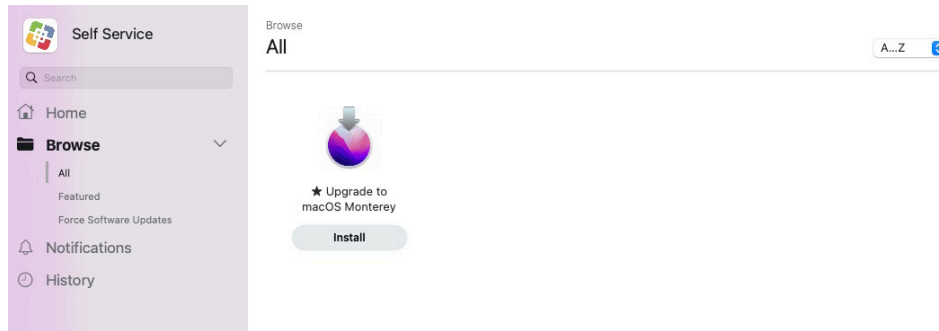 Self Service
Search
Home
Browse
All
Featured
Force Software Updates
Notifications
History
Browse
All
A...Z
★ Upgrade to
macOS Monterey
Install